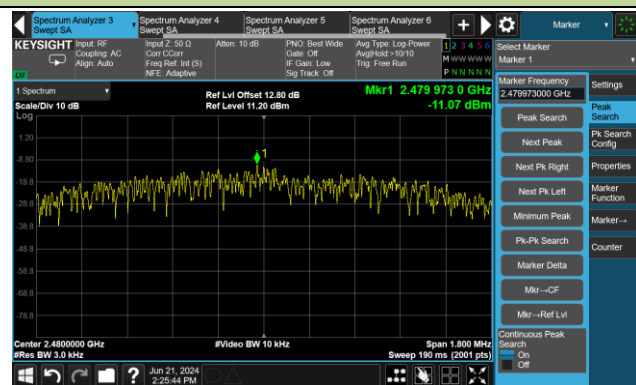 Spectrum Analyzer 3
Swept SA
Spectrum Analyzer 4
Swept SA
Spectrum Analyzer 5
Swept SA
Spectrum Analyzer 6
Swept SA
+
Marker
KEYSIGHT
Input: RF
Coupling: AC
Align: Auto
Input Z: 50 Ω
Corr CCorr
Freq Ref: Int (S)
NFE: Adaptive
Atten: 10 dB
PNO: Best Wide
Gate: Off
IF Gain: Low
Sig Track: Off
Avg Type: Log-Power
Avg|Hold:>10/10
Trig: Free Run
1 2 3 4 5 6
M W W W W W
P N N N N N
LW
Select Marker
Marker 1
1 Spectrum
Scale/Div 10 dB
Log
Ref Lvl Offset 12.80 dB
Ref Level 11.20 dBm
Mkr1 2.479 973 0 GHz
-11.07 dBm
1
1.20
-8.80
-18.8
-28.8
-38.8
-48.8
-58.8
-68.8
-78.8
Center 2.4800000 GHz
#Res BW 3.0 kHz
#Video BW 10 kHz
Span 1.800 MHz
Sweep 190 ms (2001 pts)
Marker Frequency
2.479973000 GHz
Peak Search
Next Peak
Next Pk Right
Next Pk Left
Minimum Peak
Pk-Pk Search
Marker Delta
Mkr→CF
Mkr→Ref Lvl
Continuous Peak
Search
On
Off
Settings
Peak
Search
Pk Search
Config
Properties
Marker
Function
Marker→
Counter
?
Jun 21, 2024
2:25:44 PM